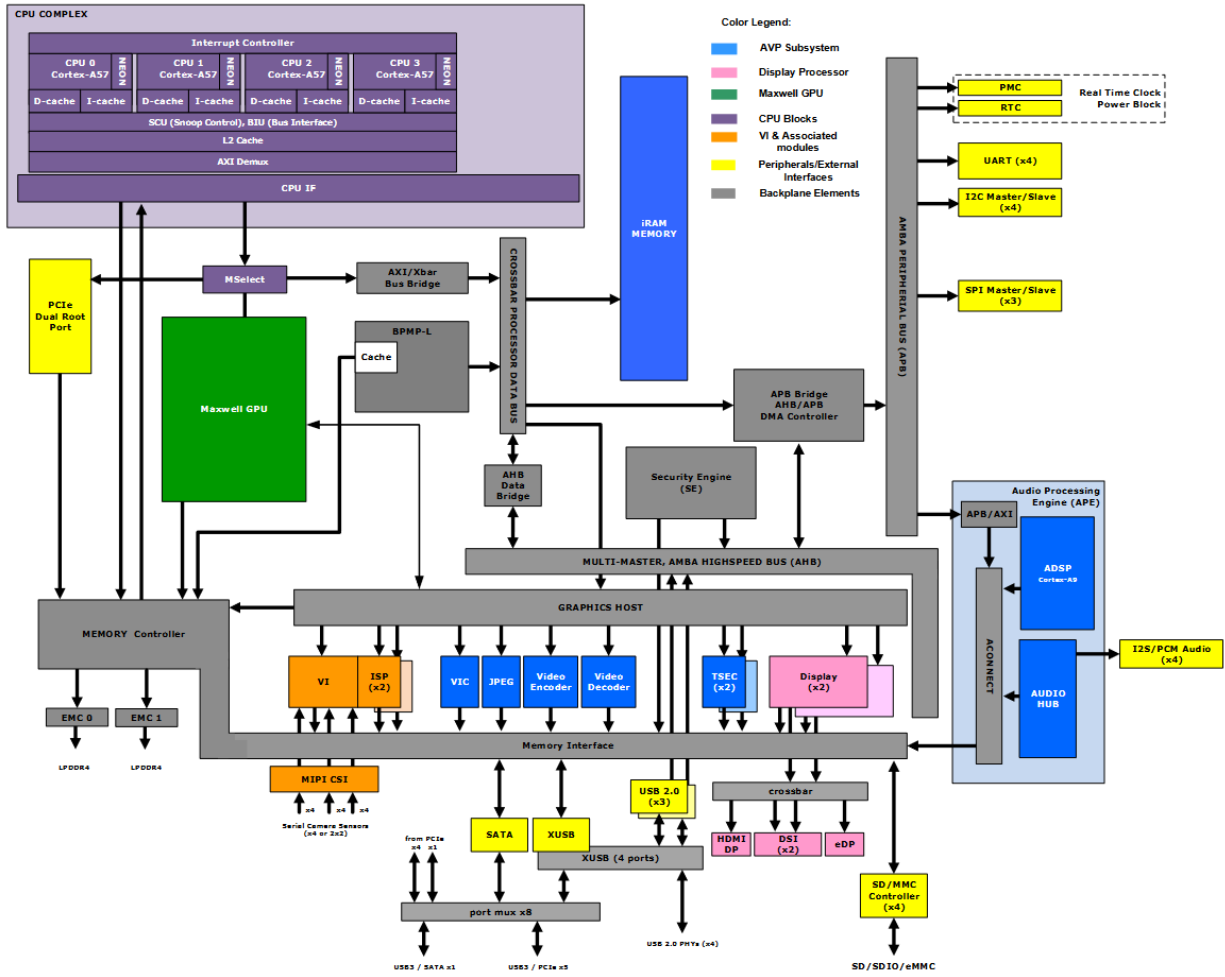 CPU COMPLEX
Interrupt Controller
CPU 0
Cortex-A57
NEON
CPU 1
Cortex-A57
NEON
CPU 2
Cortex-A57
NEON
CPU 3
Cortex-A57
NEON
D-cache
I-cache
D-cache
I-cache
D-cache
I-cache
D-cache
I-cache
SCU (Snoop Control), BIU (Bus Interface)
L2 Cache
AXI Demux
CPU IF
Color Legend:
AVP Subsystem
Display Processor
Maxwell GPU
CPU Blocks
VI & Associated
modules
Peripherals/External
Interfaces
Backplane Elements
iRAM
MEMORY
AMBA PERIPHERIAL BUS (APB)
PMC
RTC
Real Time Clock
Power Block
UART (x4)
I2C Master/Slave
(x4)
SPI Master/Slave
(x3)
PCIe
Dual Root
Port
MSelect
AXI/Xbar
Bus Bridge
CROSSBAR PROCESSOR DATA BUS
BPMP-L
Cache
Maxwell GPU
APB Bridge
AHB/APB
DMA Controller
AHB
Data
Bridge
Security Engine
(SE)
Audio Processing
Engine (APE)
APB/AXI
ADSP
Cortex-A9
ACONNECT
AUDIO
HUB
I2S/PCM Audio
(x4)
MULTI-MASTER, AMBA HIGHSPEED BUS (AHB)
GRAPHICS HOST
MEMORY Controller
VI
ISP
(x2)
VIC
JPEG
Video
Encoder
Video
Decoder
TSEC
(x2)
Display
(x2)
EMC 0
EMC 1
LPDDR4
LPDDR4
Memory Interface
MIPI CSI
x4
x4
x4
Serial Camera Sensors
(x4 or 2x2)
USB 2.0
(x3)
crossbar
HDMI
DP
DSI
(x2)
eDP
from PCIe
x4 x1
SATA
XUSB
XUSB (4 ports)
SD/MMC
Controller
(x4)
port mux x8
USB 2.0 PHYs (x4)
USB3 / SATA x1
USB3 / PCIe x5
SD/SDIO/eMMC